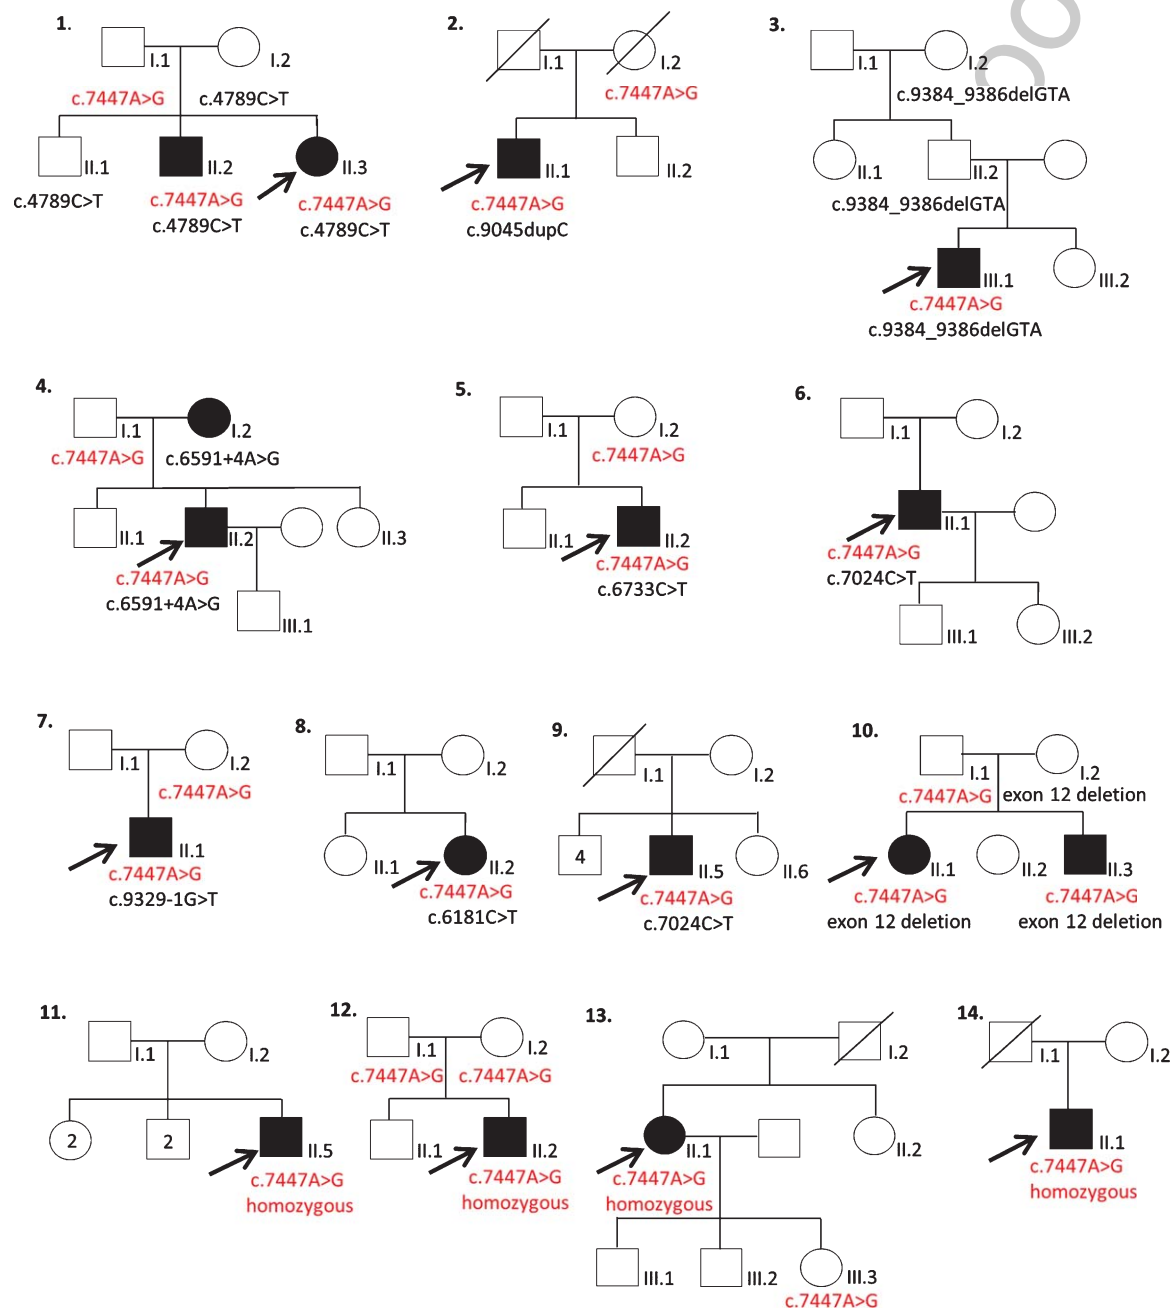 1.
I.1
I.2
c.7447A>G
c.4789C>T
II.1
II.2
II.3
c.4789C>T
c.7447A>G
c.4789C>T
c.7447A>G
c.4789C>T
2.
I.1
I.2
c.7447A>G
II.1
II.2
c.7447A>G
c.9045dupC
3.
I.1
I.2
c.9384_9386delGTA
II.1
II.2
c.9384_9386delGTA
III.1
III.2
c.7447A>G
c.9384_9386delGTA
4.
I.1
I.2
c.7447A>G
c.6591+4A>G
II.1
II.2
II.3
c.7447A>G
c.6591+4A>G
III.1
5.
I.1
I.2
c.7447A>G
II.1
II.2
c.7447A>G
c.6733C>T
6.
I.1
I.2
II.1
c.7447A>G
c.7024C>T
III.1
III.2
7.
I.1
I.2
c.7447A>G
II.1
c.7447A>G
c.9329-1G>T
8.
I.1
I.2
II.1
II.2
c.7447A>G
c.6181C>T
9.
I.1
I.2
4
II.5
II.6
c.7447A>G
c.7024C>T
10.
I.1
I.2
c.7447A>G
exon 12 deletion
II.1
II.2
II.3
c.7447A>G
exon 12 deletion
c.7447A>G
exon 12 deletion
11.
I.1
I.2
2
2
II.5
c.7447A>G
homozygous
12.
I.1
I.2
c.7447A>G
c.7447A>G
II.1
II.2
c.7447A>G
homozygous
13.
I.1
I.2
II.1
II.2
c.7447A>G
homozygous
III.1
III.2
III.3
c.7447A>G
14.
I.1
I.2
II.1
c.7447A>G
homozygous